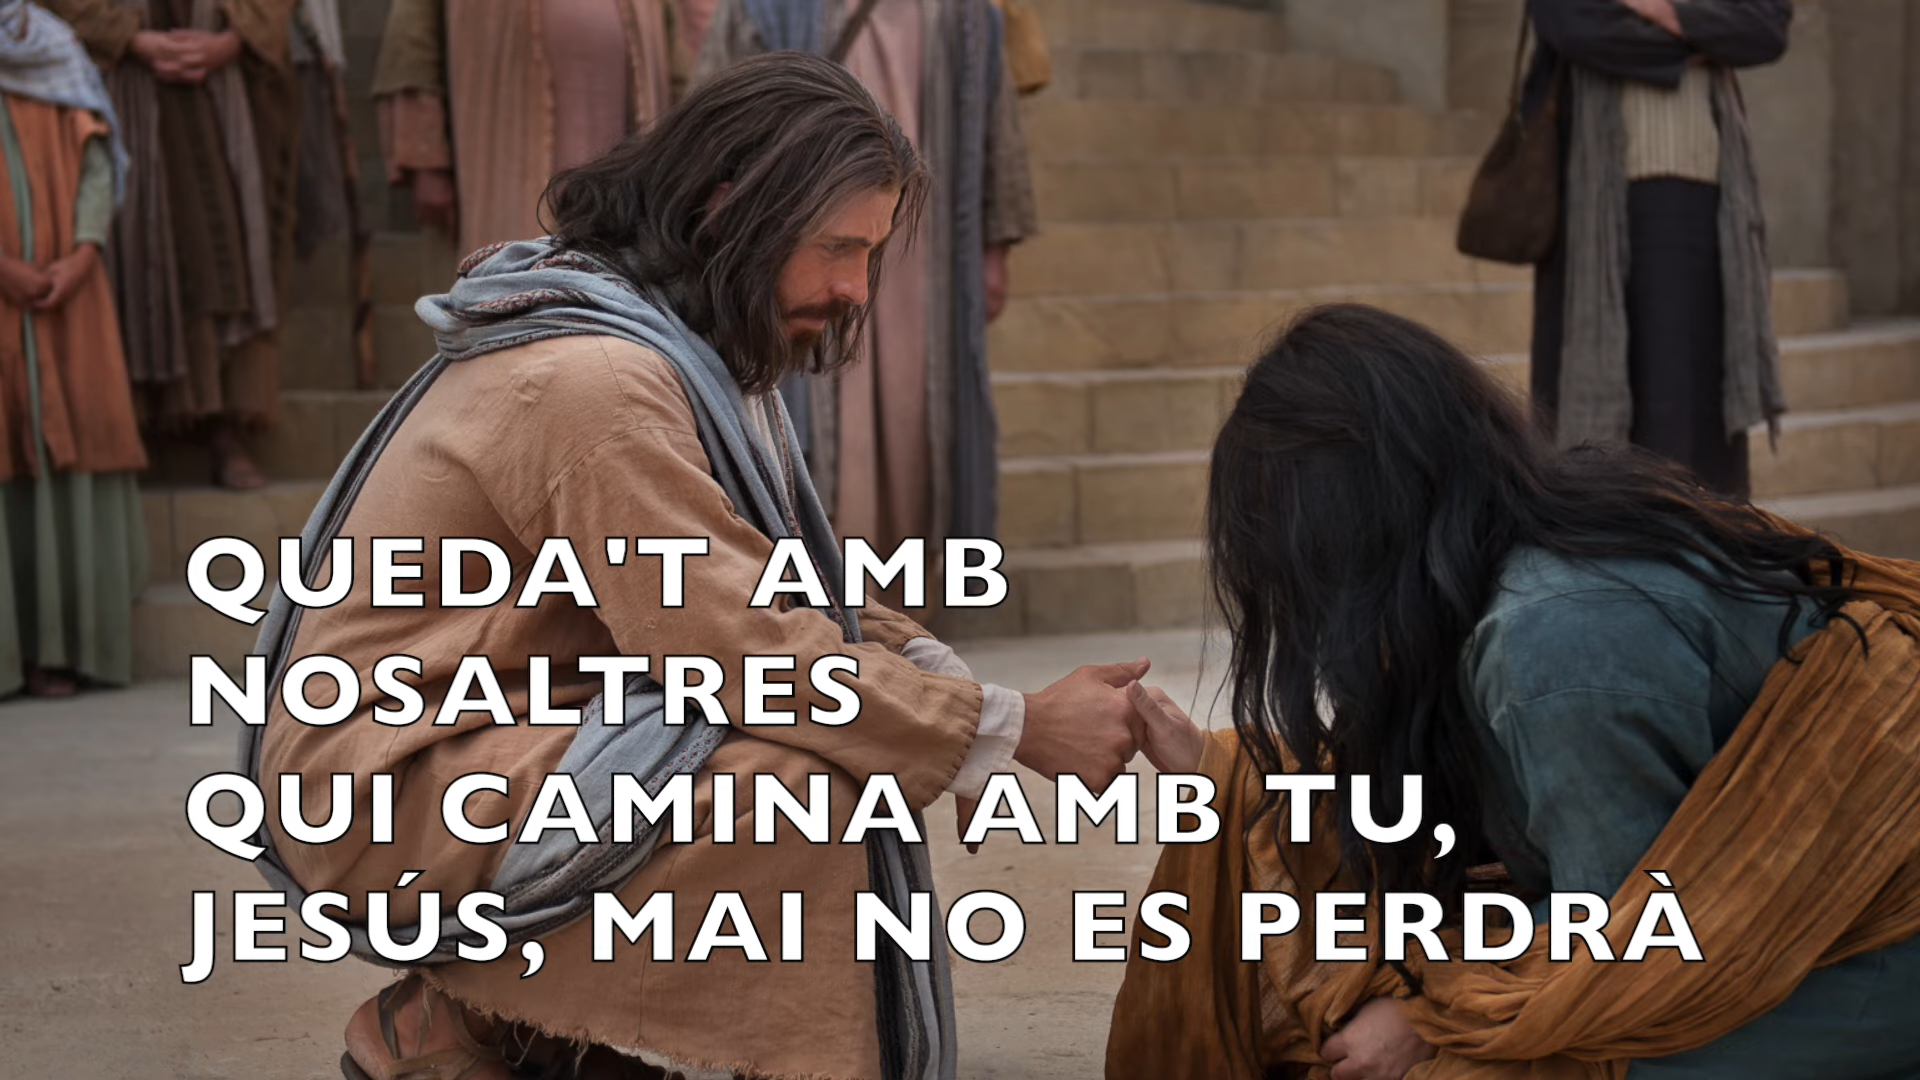 QUEDA'T AMB
NOSALTRES
QUI CAMINA AMB TU,
JESÚS, MAI NO ES PERDRÀ